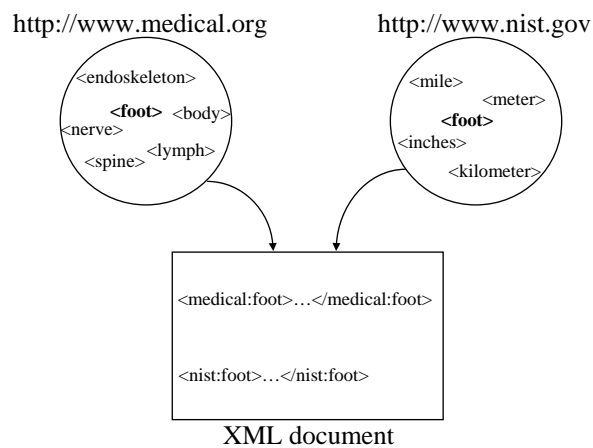 http://www.medical.org
http://www.nist.gov
<endoskeleton>
<foot>
<body>
<nerve>
<lymph>
<spine>
<mile>
<meter>
<foot>
<inches>
<kilometer>
<medical:foot>…</medical:foot>
<nist:foot>…</nist:foot>
XML document